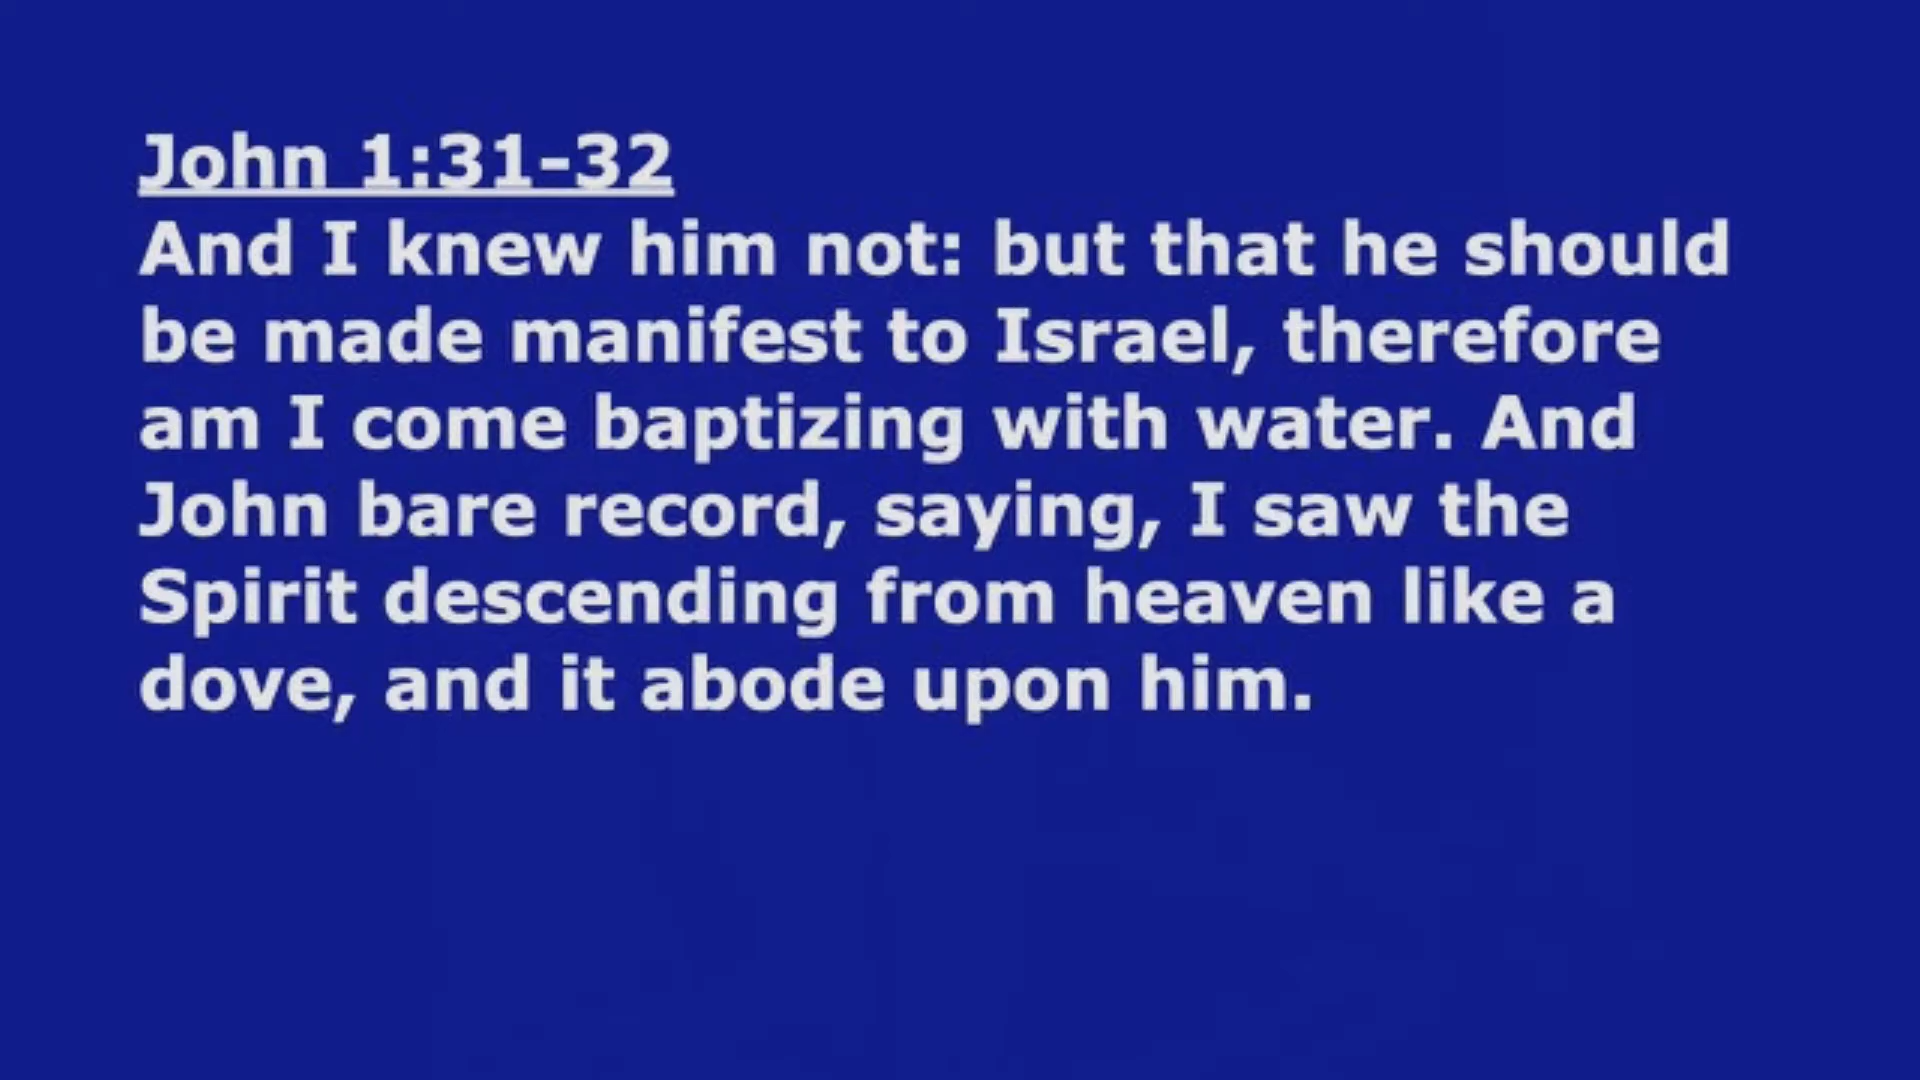 John 1:31-32
And I knew him not: but that he should
be made manifest to Israel, therefore
am I come baptizing with water. And
John bare record, saying, I saw the
Spirit descending from heaven like a
dove, and it abode upon him.